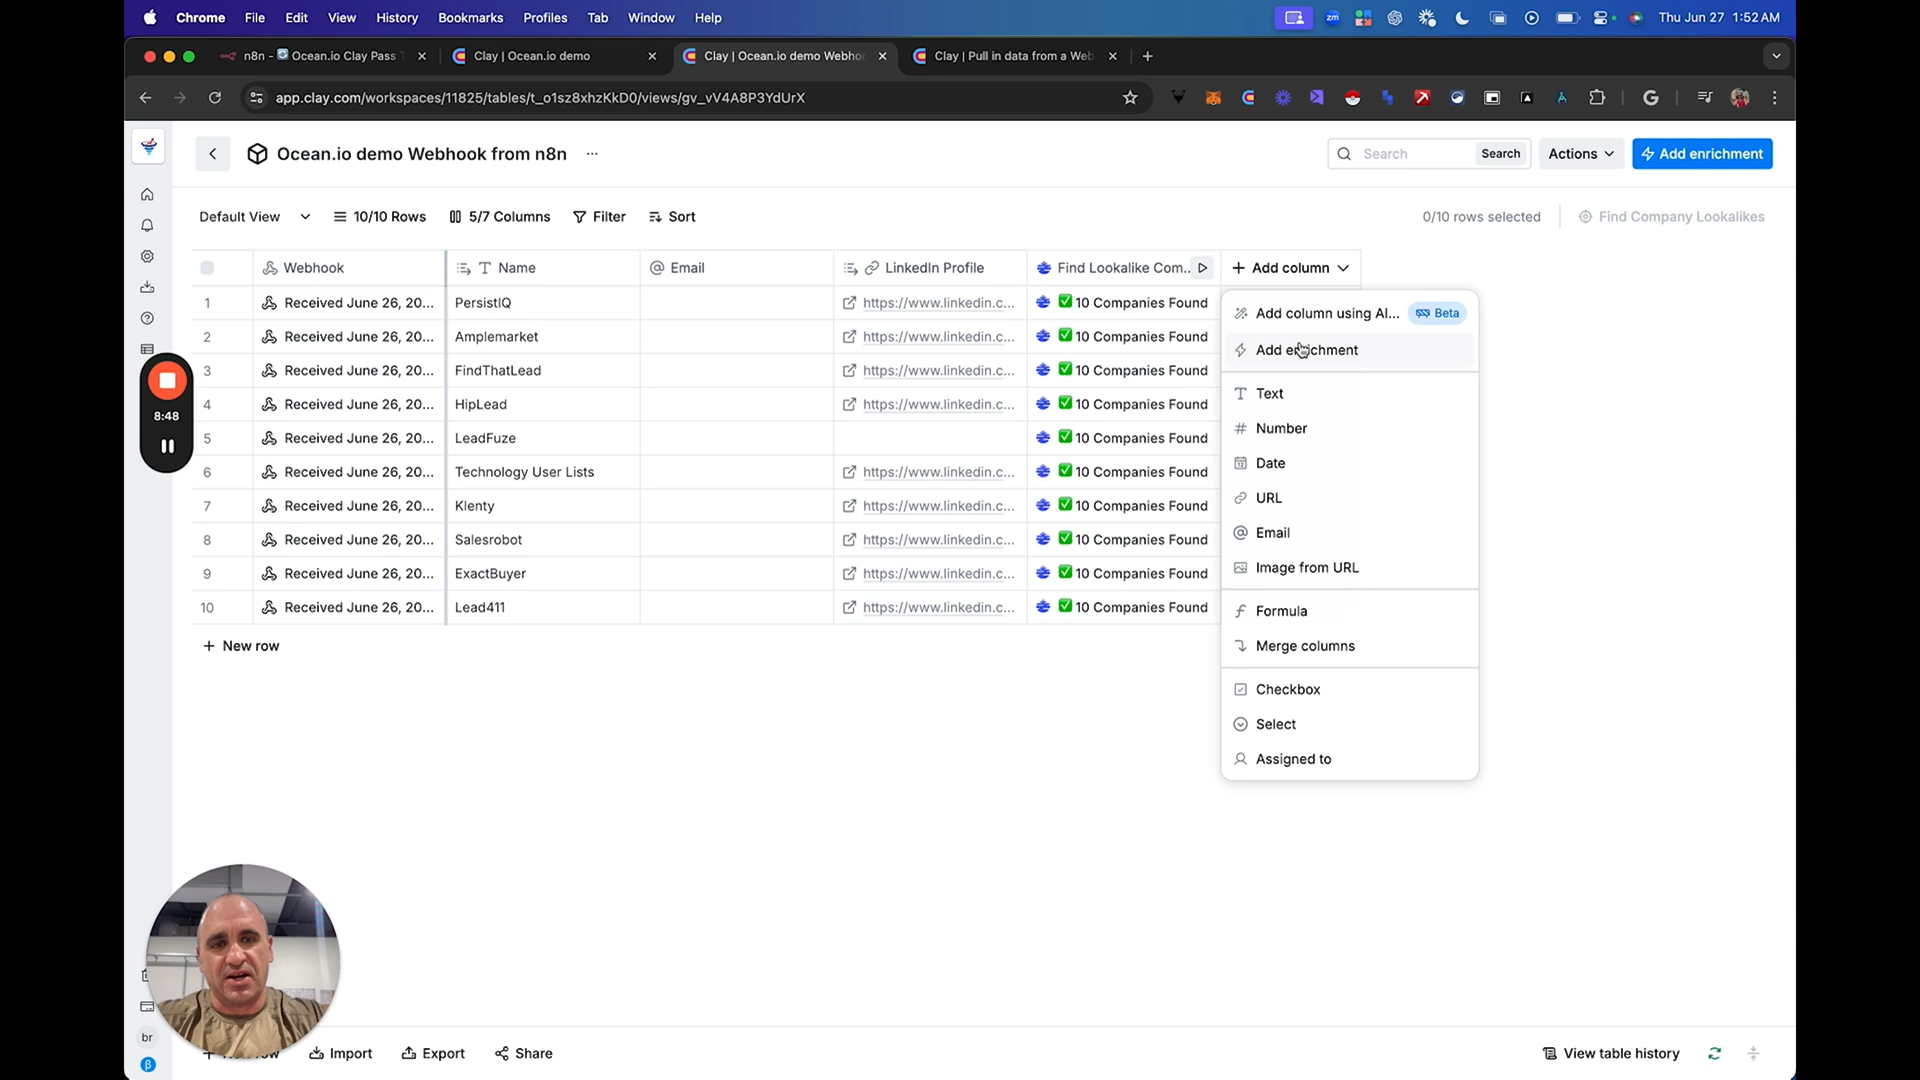 Chrome File Edit View History Bookmarks Profiles Tab Window Help
zm
Thu Jun 27 1:52 AM
n8n - Ocean.io Clay Pass
Clay | Ocean.io demo
Clay | Ocean.io demo Webhoo
Clay | Pull in data from a Web
app.clay.com/workspaces/11825/tables/t_o1sz8xhzKkD0/views/gv_vV4A8P3YdUrX
Ocean.io demo Webhook from n8n
Search
Search
Actions
Add enrichment
Default View
10/10 Rows
5/7 Columns
Filter
Sort
0/10 rows selected
Find Company Lookalikes
Webhook Name Email LinkedIn Profile Find Lookalike Com... Add column
1 Received June 26, 20... PersistIQ https://www.linkedin.c... 10 Companies Found
2 Received June 26, 20... Amplemarket https://www.linkedin.c... 10 Companies Found
3 Received June 26, 20... FindThatLead https://www.linkedin.c... 10 Companies Found
4 Received June 26, 20... HipLead https://www.linkedin.c... 10 Companies Found
5 Received June 26, 20... LeadFuze 10 Companies Found
6 Received June 26, 20... Technology User Lists https://www.linkedin.c... 10 Companies Found
7 Received June 26, 20... Klenty https://www.linkedin.c... 10 Companies Found
8 Received June 26, 20... Salesrobot https://www.linkedin.c... 10 Companies Found
9 Received June 26, 20... ExactBuyer https://www.linkedin.c... 10 Companies Found
10 Received June 26, 20... Lead411 https://www.linkedin.c... 10 Companies Found
+ New row
Add column using AI... Beta
Add enrichment
Text
Number
Date
URL
Email
Image from URL
Formula
Merge columns
Checkbox
Select
Assigned to
8:48
br
β
Import
Export
Share
View table history